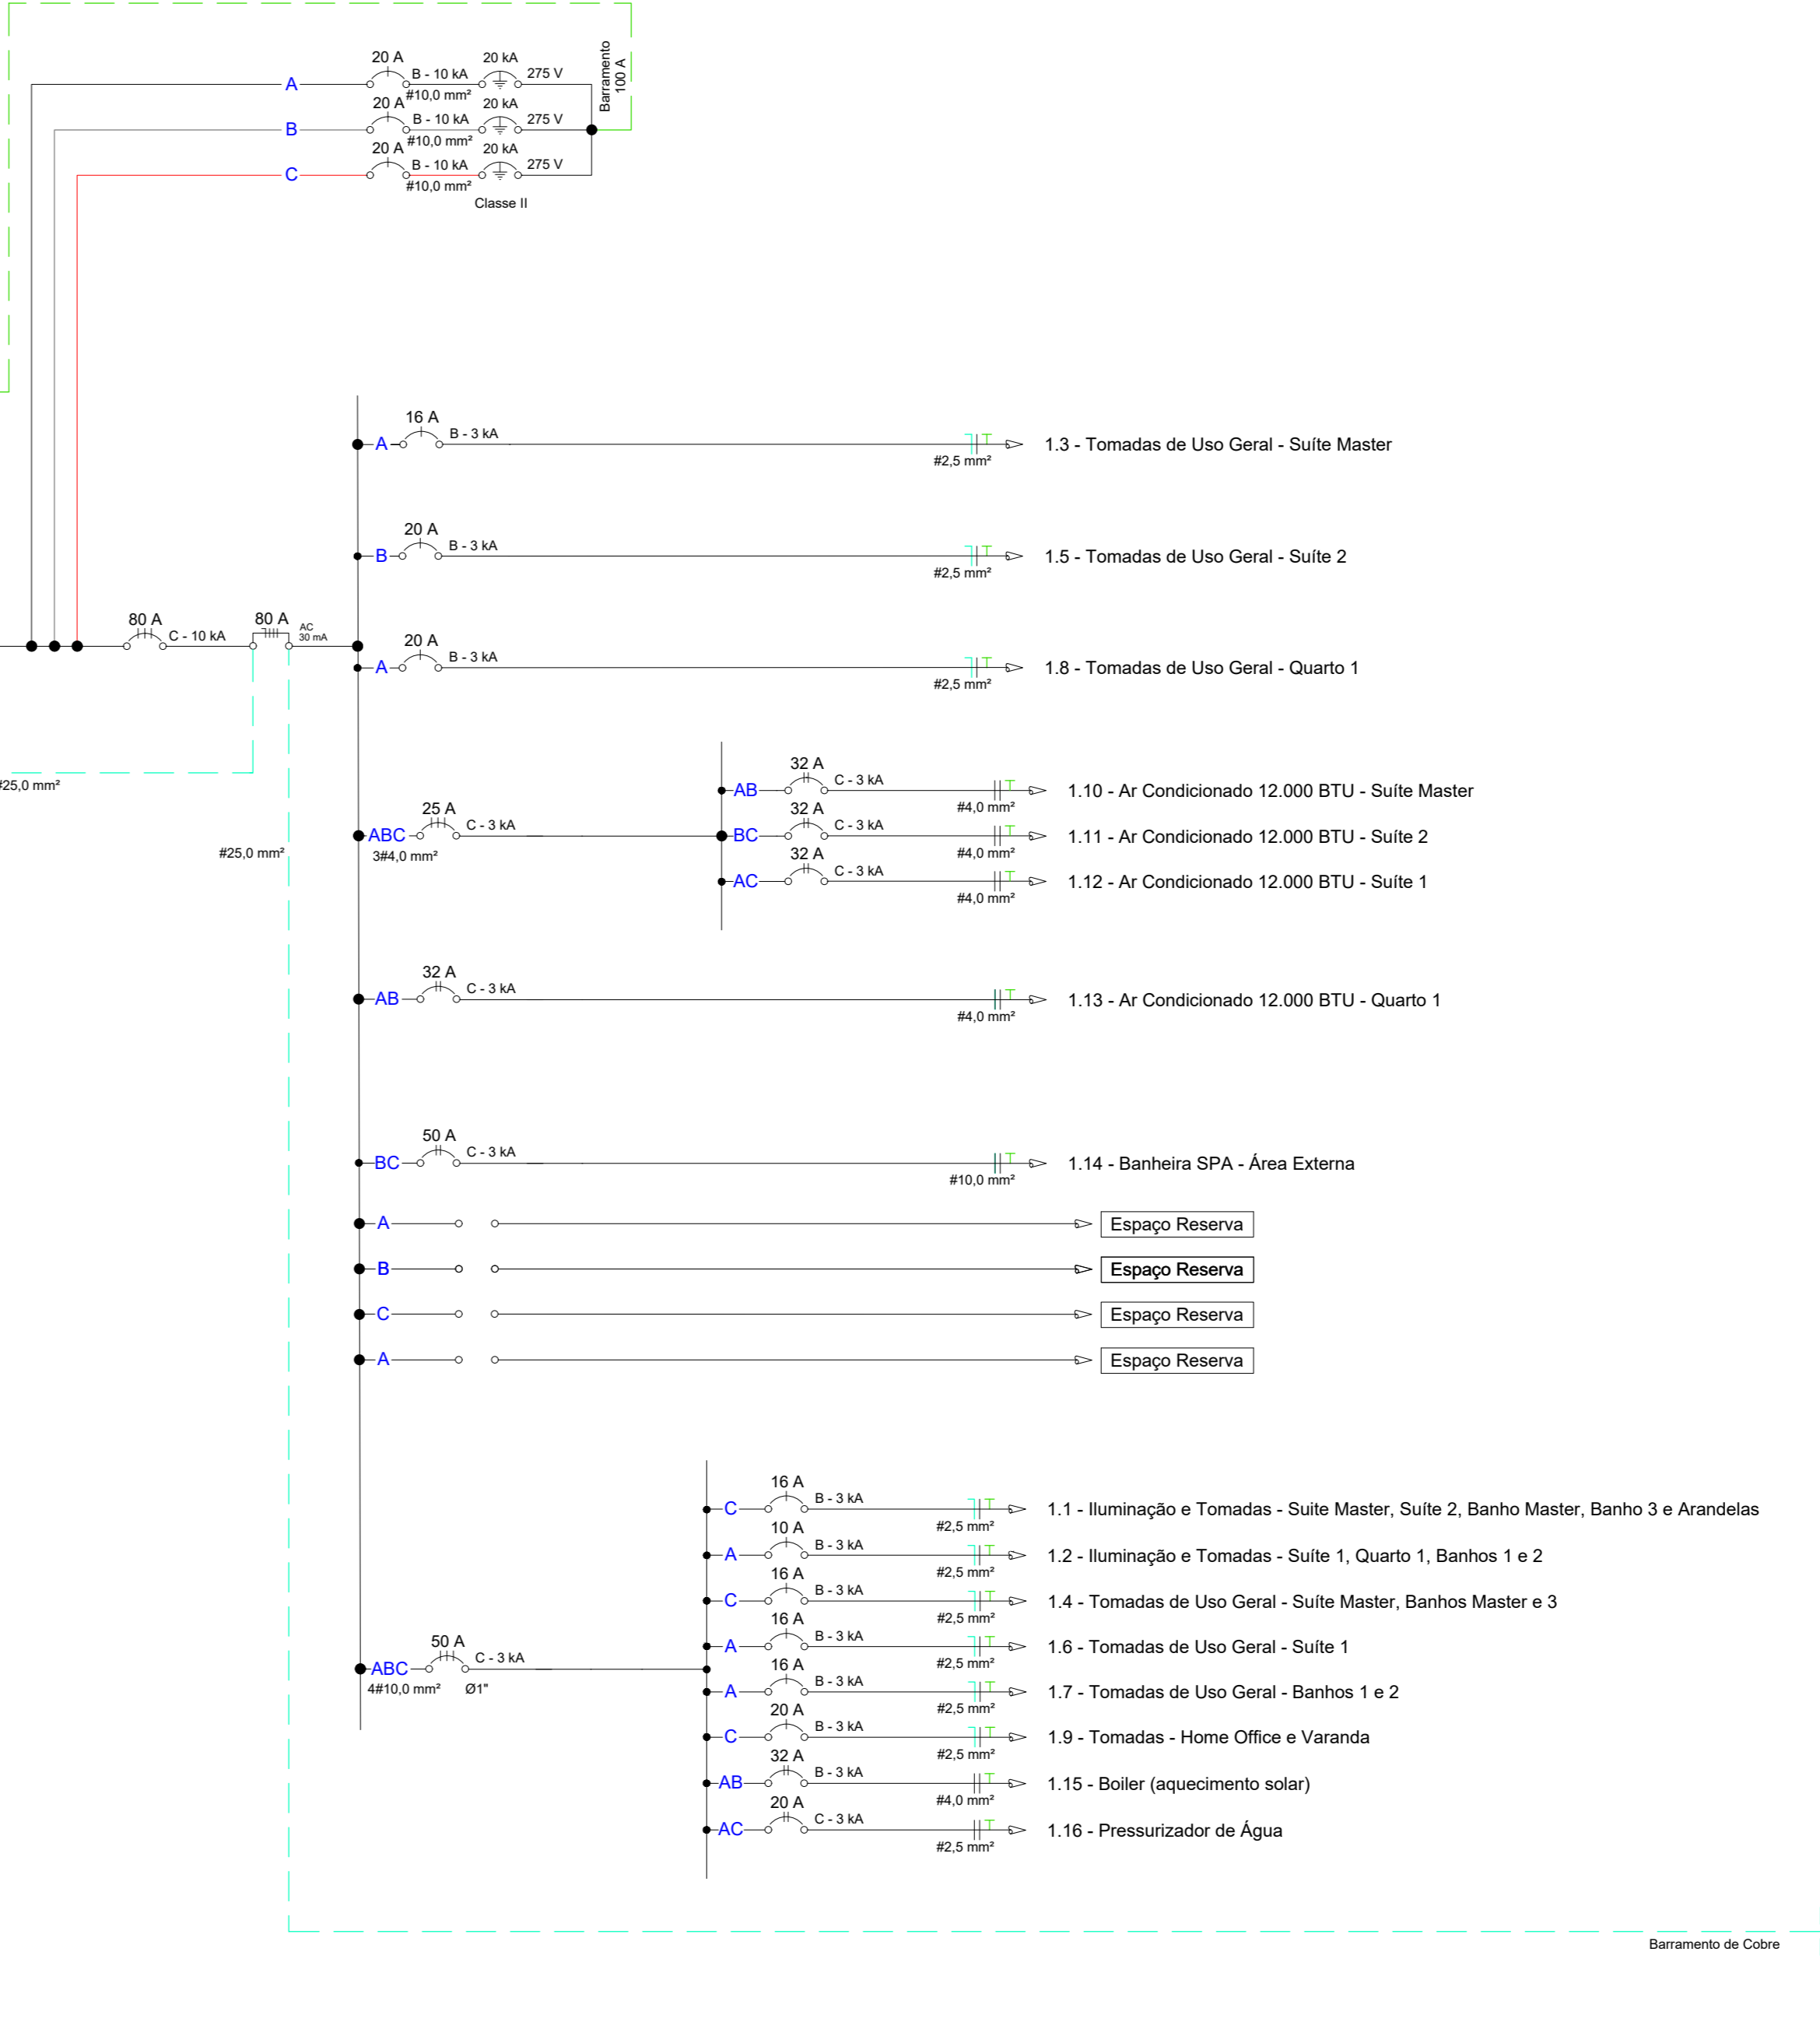 20 A
A
B - 10 kA
#10,0 mm²
20 kA
275 V
20 A
B
B - 10 kA
#10,0 mm²
20 kA
275 V
20 A
C
B - 10 kA
#10,0 mm²
20 kA
275 V
Classe II
Barramento
100 A
16 A
A
B - 3 kA
#2,5 mm²
1.3 - Tomadas de Uso Geral - Suíte Master
20 A
B
B - 3 kA
#2,5 mm²
1.5 - Tomadas de Uso Geral - Suíte 2
80 A
C - 10 kA
80 A
AC
30 mA
20 A
A
B - 3 kA
#2,5 mm²
1.8 - Tomadas de Uso Geral - Quarto 1
#25,0 mm²
#25,0 mm²
25 A
ABC
C - 3 kA
3#4,0 mm²
32 A
AB
C - 3 kA
#4,0 mm²
1.10 - Ar Condicionado 12.000 BTU - Suíte Master
32 A
BC
C - 3 kA
#4,0 mm²
1.11 - Ar Condicionado 12.000 BTU - Suíte 2
32 A
AC
C - 3 kA
#4,0 mm²
1.12 - Ar Condicionado 12.000 BTU - Suíte 1
32 A
AB
C - 3 kA
#4,0 mm²
1.13 - Ar Condicionado 12.000 BTU - Quarto 1
50 A
BC
C - 3 kA
#10,0 mm²
1.14 - Banheira SPA - Área Externa
A
Espaço Reserva
B
Espaço Reserva
C
Espaço Reserva
A
Espaço Reserva
50 A
ABC
C - 3 kA
4#10,0 mm²
Ø1"
16 A
C
B - 3 kA
#2,5 mm²
1.1 - Iluminação e Tomadas - Suite Master, Suíte 2, Banho Master, Banho 3 e Arandelas
10 A
A
B - 3 kA
#2,5 mm²
1.2 - Iluminação e Tomadas - Suíte 1, Quarto 1, Banhos 1 e 2
16 A
C
B - 3 kA
#2,5 mm²
1.4 - Tomadas de Uso Geral - Suíte Master, Banhos Master e 3
16 A
A
B - 3 kA
#2,5 mm²
1.6 - Tomadas de Uso Geral - Suíte 1
16 A
A
B - 3 kA
#2,5 mm²
1.7 - Tomadas de Uso Geral - Banhos 1 e 2
20 A
C
B - 3 kA
#2,5 mm²
1.9 - Tomadas - Home Office e Varanda
32 A
AB
B - 3 kA
#4,0 mm²
1.15 - Boiler (aquecimento solar)
20 A
AC
C - 3 kA
#2,5 mm²
1.16 - Pressurizador de Água
Barramento de Cobre